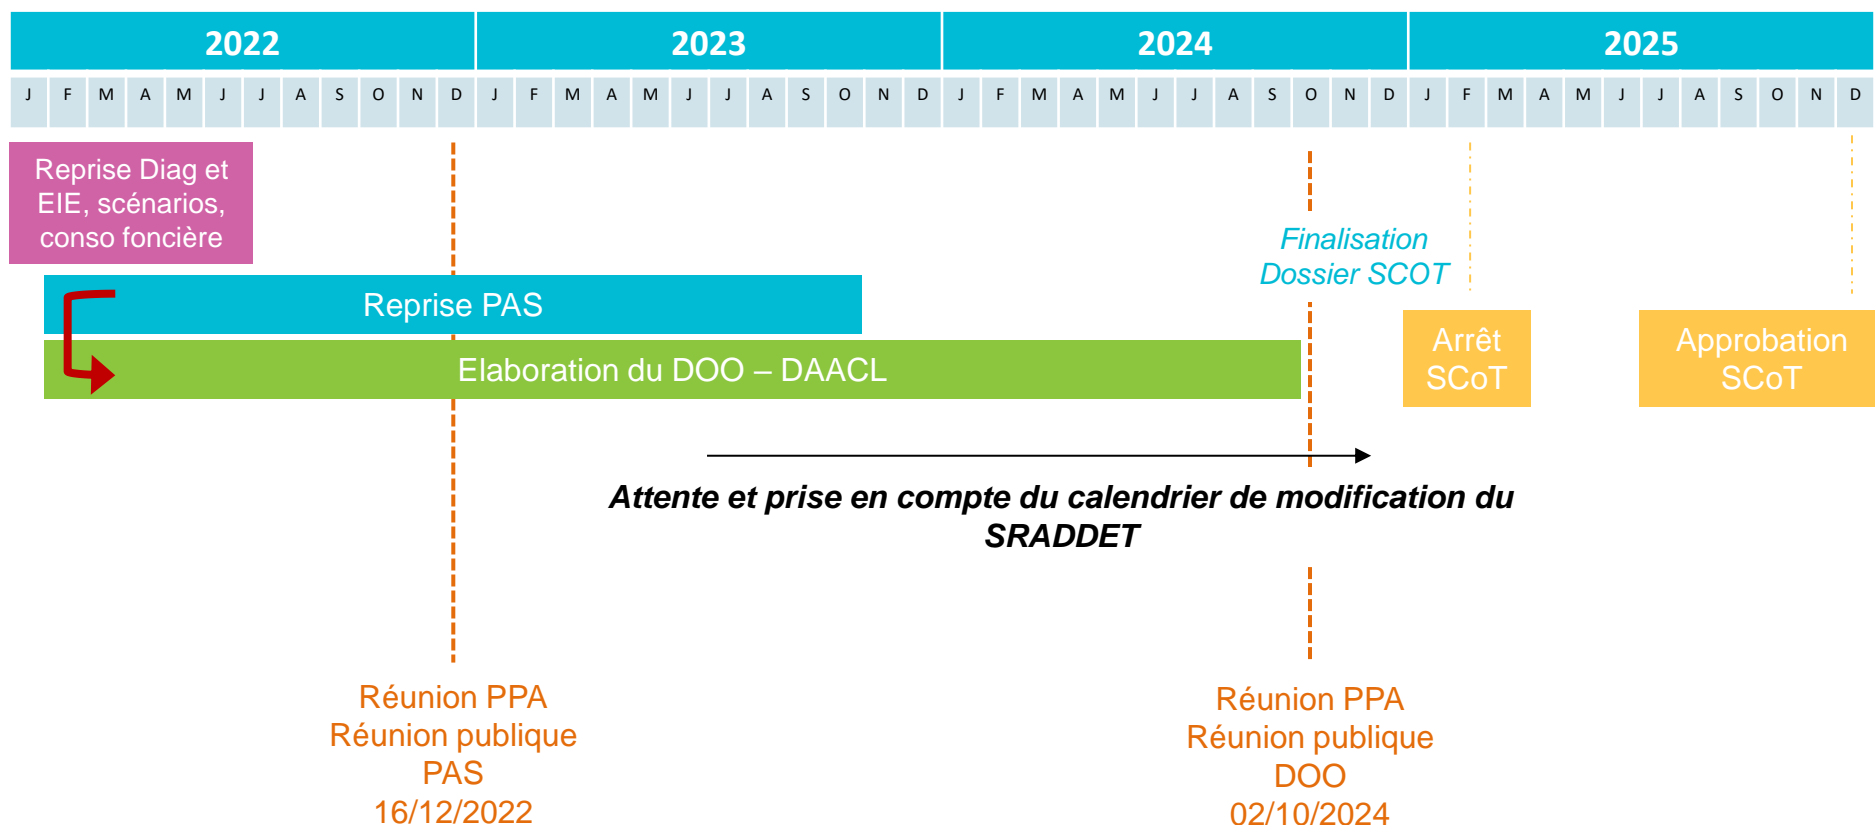 2022 2023 2024 2025
J F M A M J J A S O N D J F M A M J J A S O N D J F M A M J J A S O N D J F M A M J J A S O N D
Reprise Diag et
EIE, scénarios,
conso foncière
Finalisation
Dossier SCOT
Reprise PAS
Elaboration du DOO – DAACL
Arrêt
SCoT
Approbation
SCoT
Attente et prise en compte du calendrier de modification du
SRADDET
Réunion PPA
Réunion publique
PAS
16/12/2022
Réunion PPA
Réunion publique
DOO
02/10/2024